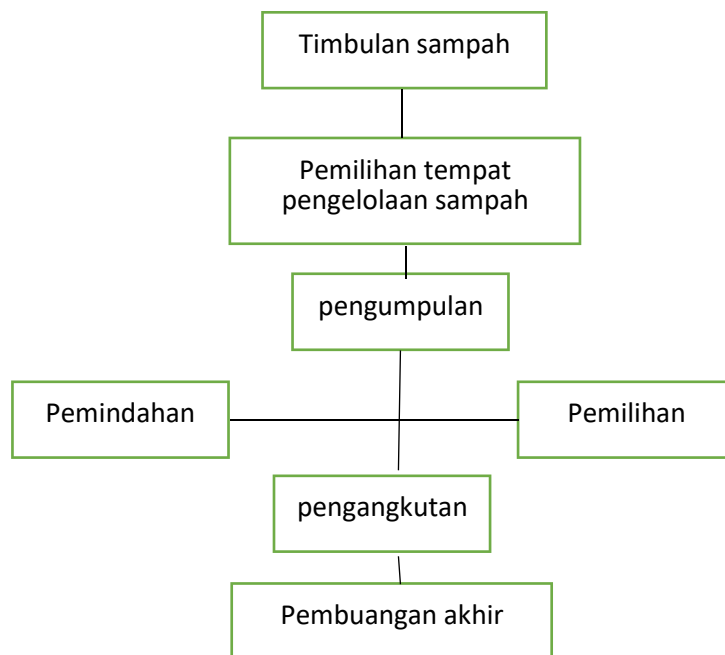 Timbulan sampah
Pemilihan tempat
pengelolaan sampah
pengumpulan
Pemindahan
Pemilihan
pengangkutan
Pembuangan akhir